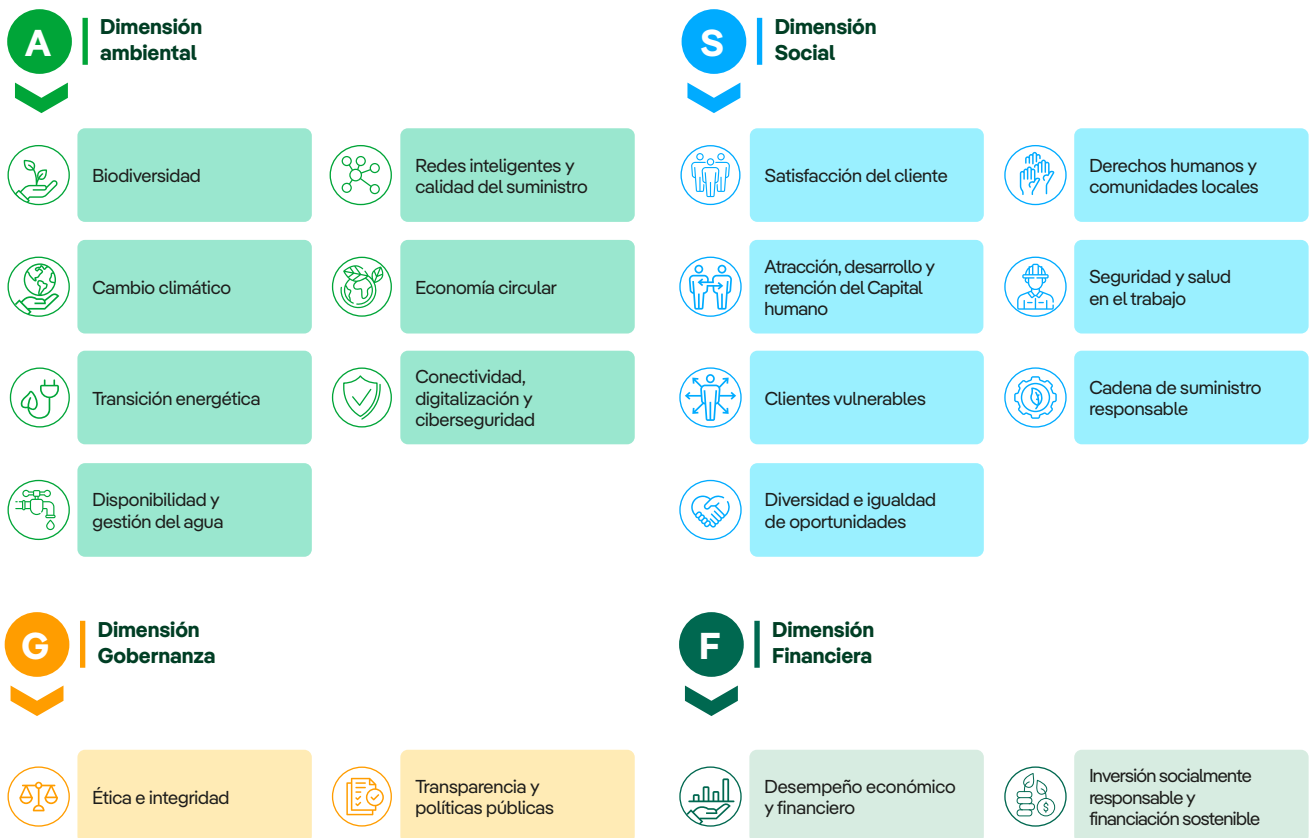 A
Dimensión
ambiental
Biodiversidad
Redes inteligentes y
calidad del suministro
Cambio climático
Economía circular
Transición energética
Conectividad,
digitalización y
ciberseguridad
Disponibilidad y
gestión del agua
S
Dimensión
Social
Satisfacción del cliente
Derechos humanos y
comunidades locales
Atracción, desarrollo y
retención del Capital
humano
Seguridad y salud
en el trabajo
Clientes vulnerables
Cadena de suministro
responsable
Diversidad e igualdad
de oportunidades
G
Dimensión
Gobernanza
Ética e integridad
Transparencia y
políticas públicas
F
Dimensión
Financiera
Desempeño económico
y financiero
Inversión socialmente
responsable y
financiación sostenible